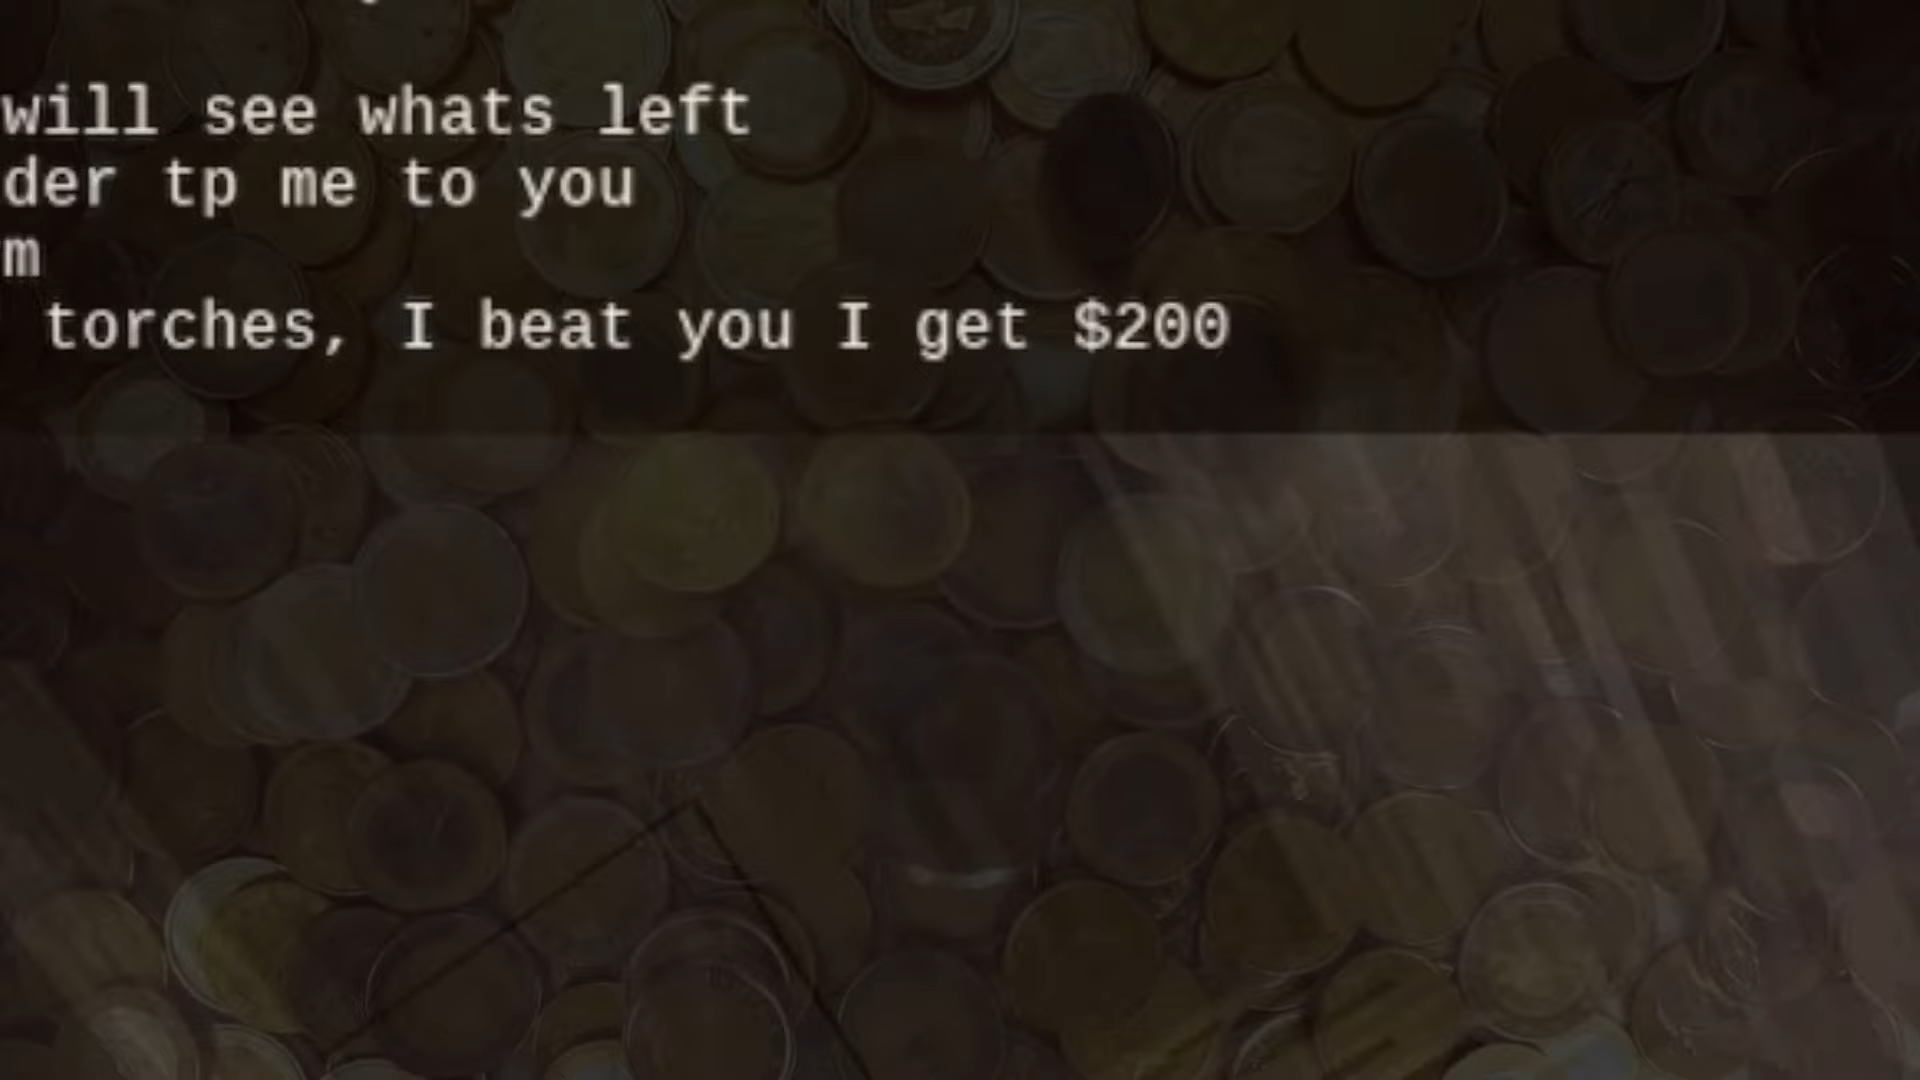 will see whats left
der tp me to you
m
torches, I beat you I get $200